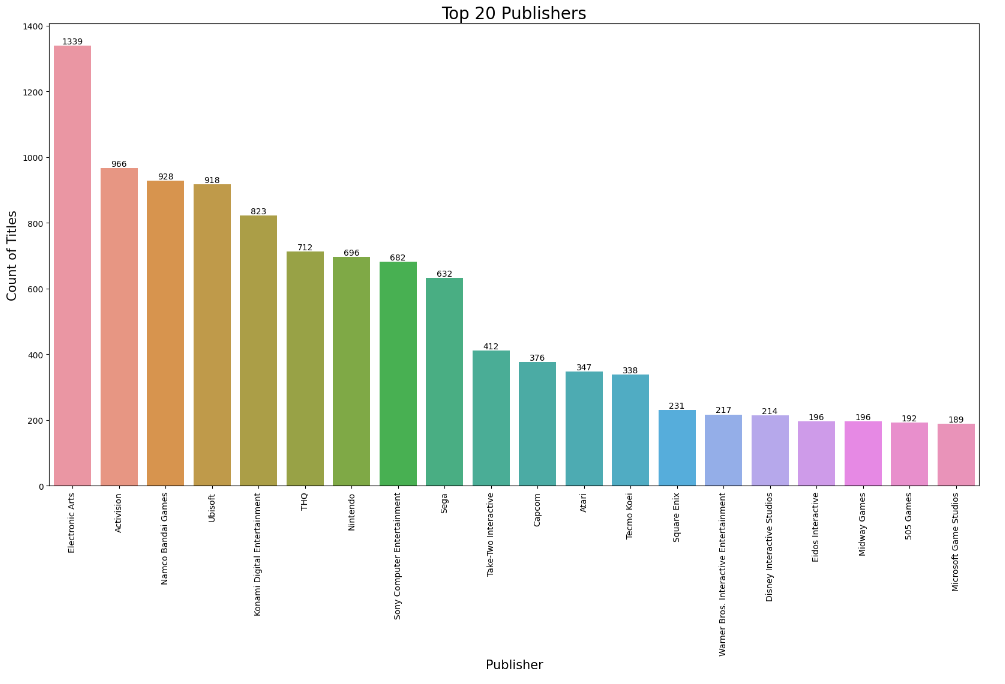 Top 20 Publishers
Count of Titles
1400
1200
1000
800
600
400
200
0
1339
966
928
918
823
712
696
682
632
412
376
347
338
231
217
214
196
196
192
189
Electronic Arts
Activision
Namco Bandai Games
Ubisoft
Konami Digital Entertainment
THQ
Nintendo
Sony Computer Entertainment
Sega
Take-Two Interactive
Capcom
Atari
Tecmo Koei
Square Enix
Warner Bros. Interactive Entertainment
Disney Interactive Studios
Eidos Interactive
Midway Games
505 Games
Microsoft Game Studios
Publisher